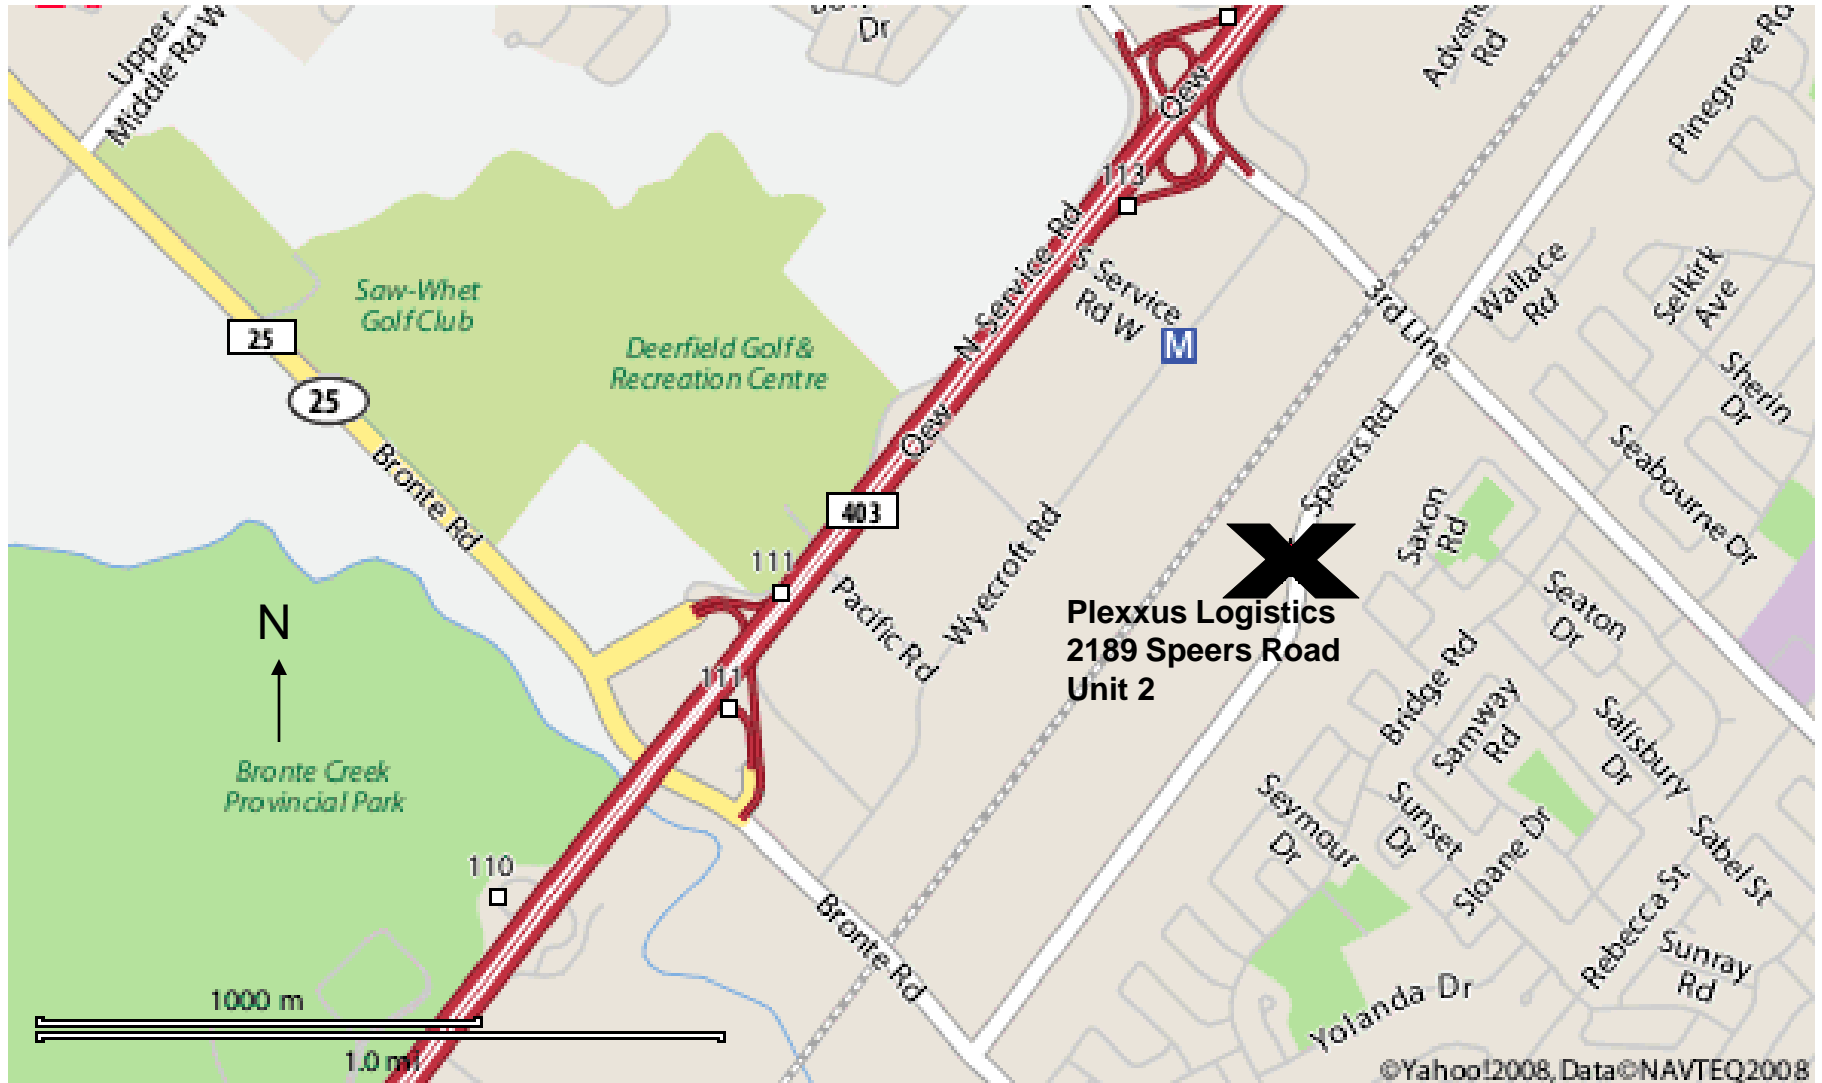 Upper
Middle Rd W
Dr
Qew
113
Advanc
Rd
Pinegrove Rd
N Service Rd
S Service
Rd W
M
3rd Line
Wallace
Rd
Selkirk
Ave
Sherin
Dr
Saw-Whet
Golf Club
25
25
Deerfield Golf &
Recreation Centre
Bronte Rd
Qew
403
Speers Rd
Seabourne Dr
Saxon
Rd
111
Pacific Rd
Wyecroft Rd
Plexxus Logistics
2189 Speers Road
Unit 2
Seaton
Dr
N
111
Bridge Rd
Samway
Rd
Salisbury
Dr
Bronte Creek
Provincial Park
Seymour
Dr
Sunset
Dr
Sloane Dr
Sabel St
110
Bronte Rd
Rebecca St
Sunray
Rd
Yolanda Dr
1000 m
1.0 mi
©Yahoo!2008, Data©NAVTEQ2008